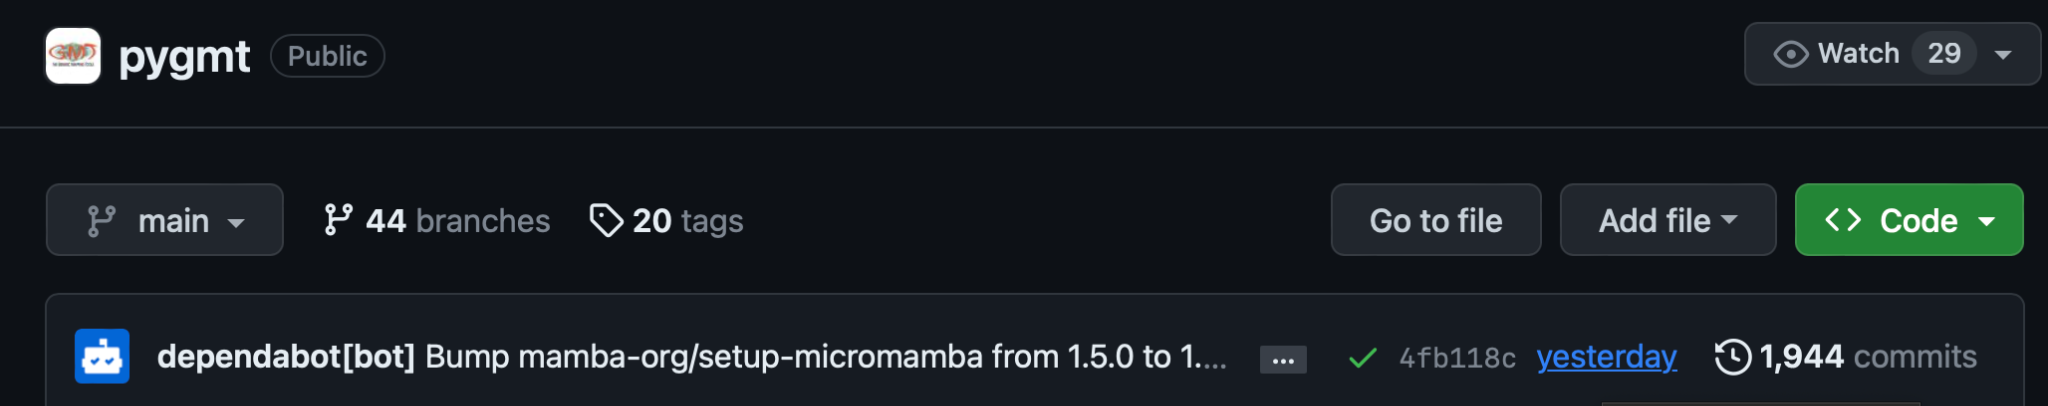 pygmt Public Watch 29
main 44 branches 20 tags Go to file Add file Code
dependabot[bot] Bump mamba-org/setup-micromamba from 1.5.0 to 1.... ... 4fb118c yesterday 1,944 commits